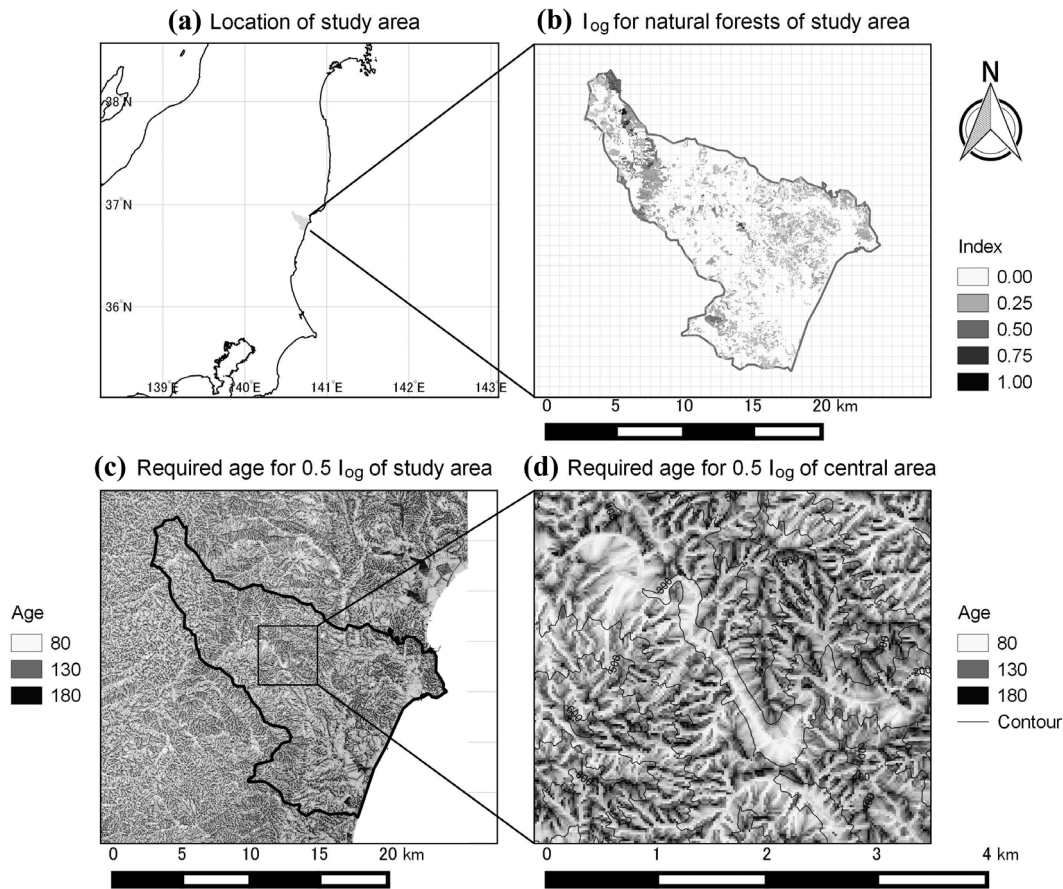 (a) Location of study area
38°N
37°N
36°N
139°E 140°E 141°E 142°E 143°E
(b) Iog for natural forests of study area
0 5 10 15 20 km
N
Index
0.00
0.25
0.50
0.75
1.00
(c) Required age for 0.5 Iog of study area
Age
80
130
180
0 5 10 15 20 km
(d) Required age for 0.5 Iog of central area
Age
80
130
180
Contour
0 1 2 3 4 km